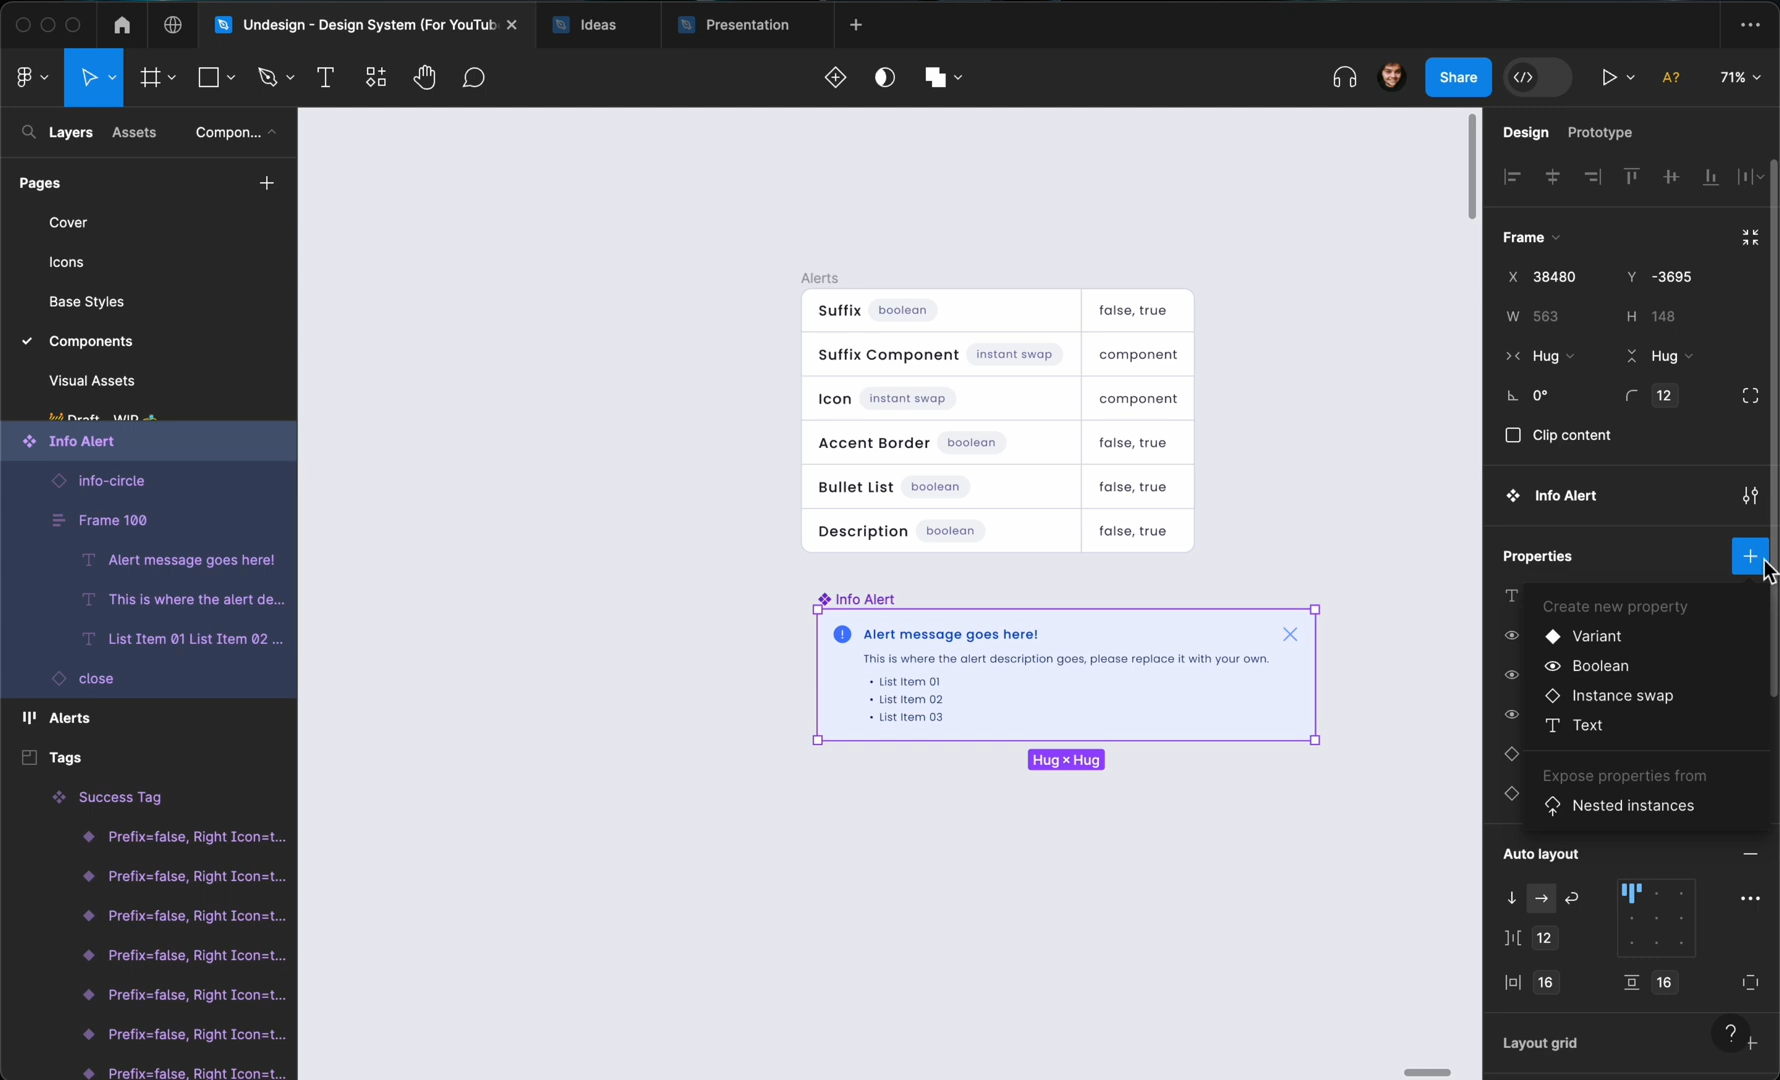 Undesign - Design System (For YouTub
Ideas
Presentation
Share
A?
71%
Layers
Assets
Compon...
Pages
Cover
Icons
Base Styles
Components
Visual Assets
Draft - WIP
Info Alert
info-circle
Frame 100
Alert message goes here!
This is where the alert de...
List Item 01 List Item 02 ...
close
Alerts
Tags
Success Tag
Prefix=false, Right Icon=t...
Prefix=false, Right Icon=t...
Prefix=false, Right Icon=t...
Prefix=false, Right Icon=t...
Prefix=false, Right Icon=t...
Prefix=false, Right Icon=t...
Prefix=false, Right Icon=t...
Alerts
Suffix boolean false, true
Suffix Component instant swap component
Icon instant swap component
Accent Border boolean false, true
Bullet List boolean false, true
Description boolean false, true
Info Alert
Alert message goes here!
This is where the alert description goes, please replace it with your own.
• List Item 01
• List Item 02
• List Item 03
Hug × Hug
Design
Prototype
Frame
X 38480 Y -3695
W 563 H 148
Hug Hug
0° 12
Clip content
Info Alert
Properties
Create new property
Variant
Boolean
Instance swap
Text
Expose properties from
Nested instances
Auto layout
12
16 16
Layout grid
?